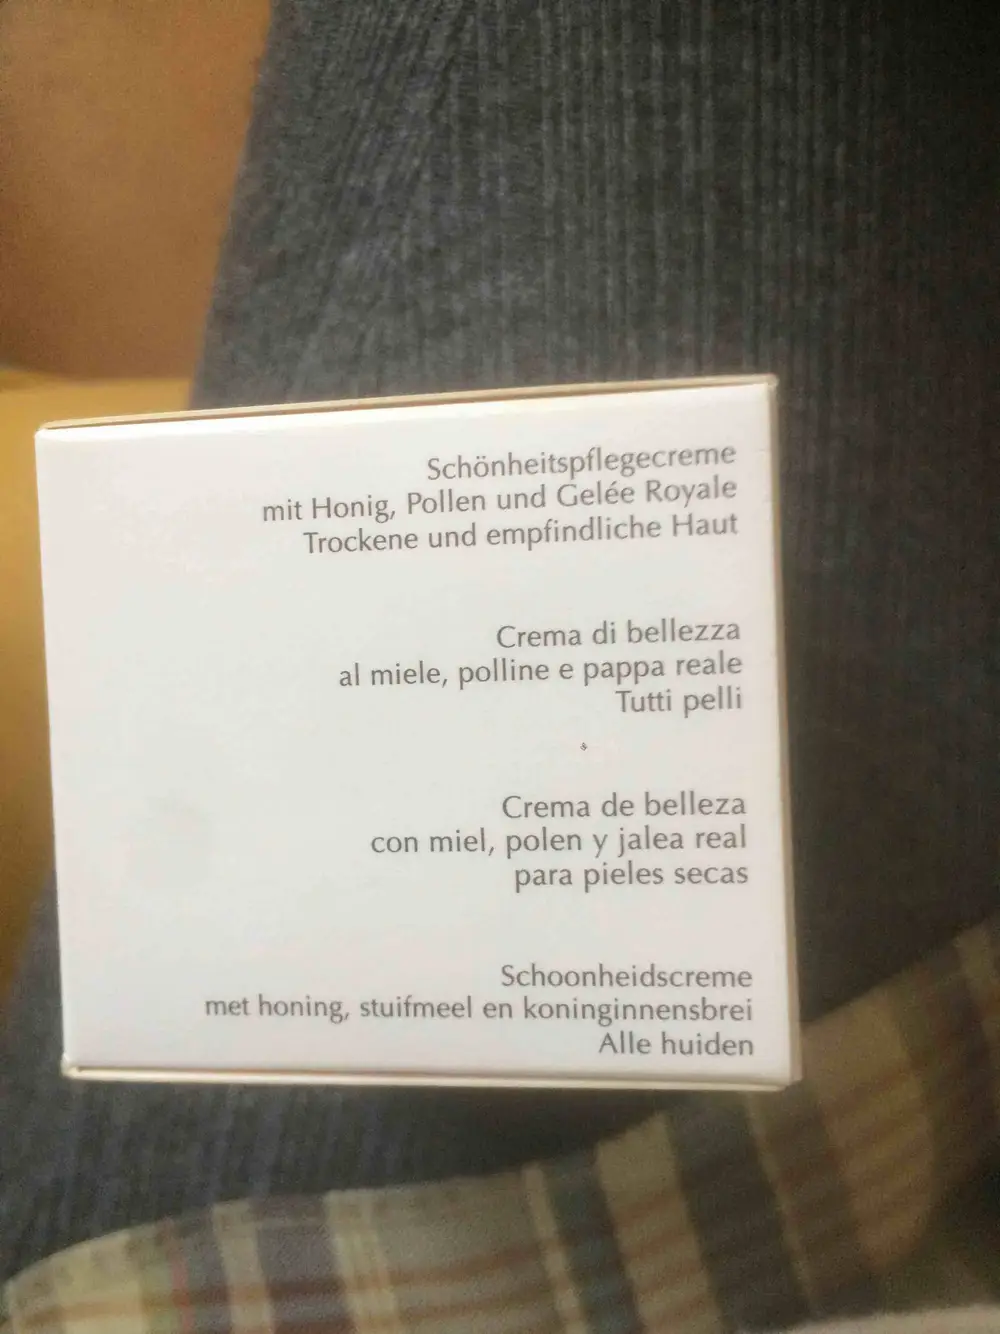 Schönheitspflegecreme
mit Honig, Pollen und Gelée Royale
Trockene und empfindliche Haut
Crema di bellezza
al miele, polline e pappa reale
Tutti pelli
Crema de belleza
con miel, polen y jalea real
para pieles secas
Schoonheidscreme
met honing, stuifmeel en koninginnensbrei
Alle huiden